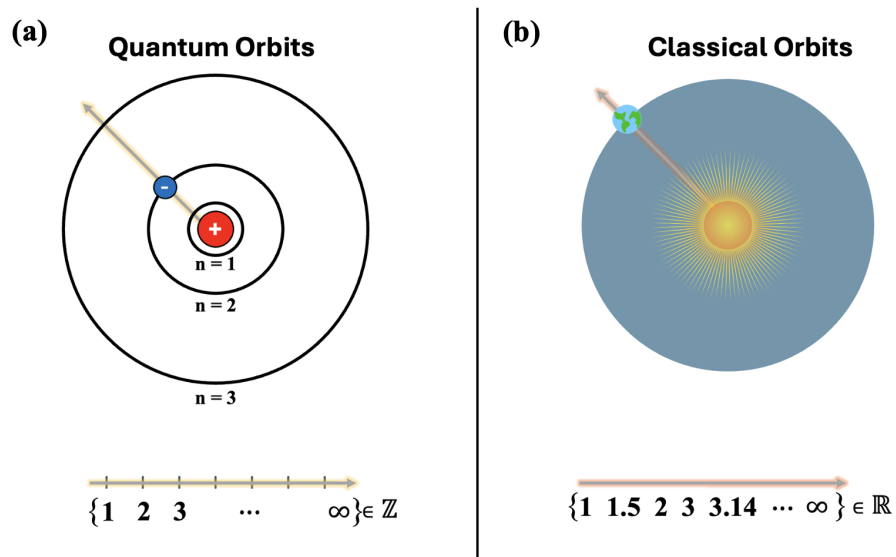 (a)
Quantum Orbits
-
+
n = 1
n = 2
n = 3
{1 2 3 ... ∞}∈ ℤ
(b)
Classical Orbits
{1 1.5 2 3 3.14 ... ∞ } ∈ ℝ